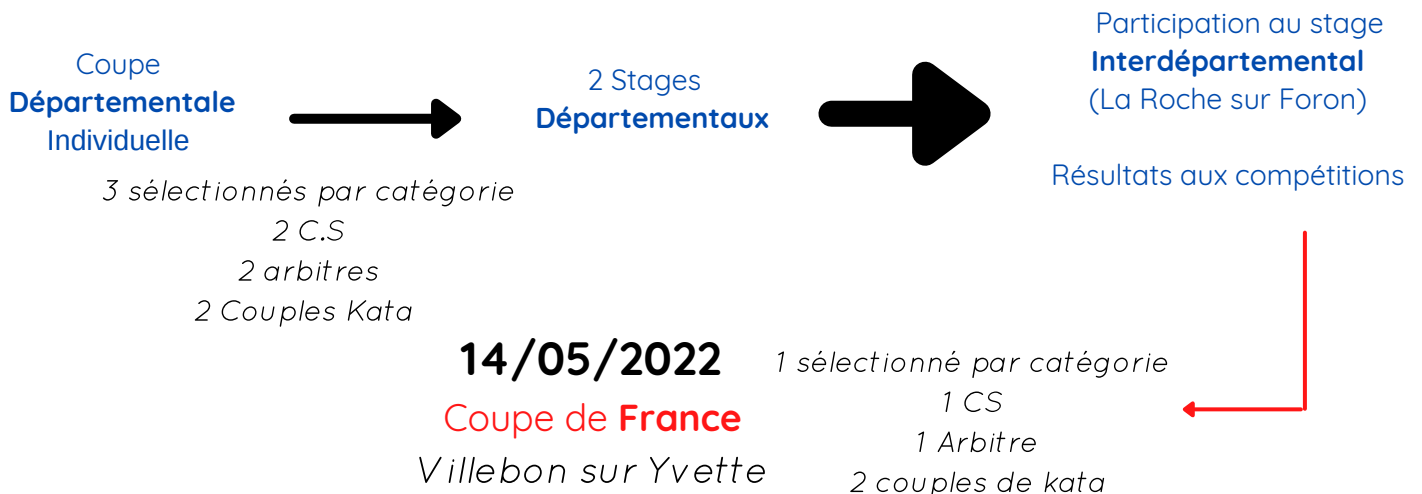 Coupe
Départementale
Individuelle
3 sélectionnés par catégorie
2 C.S
2 arbitres
2 Couples Kata
2 Stages
Départementaux
Participation au stage
Interdépartemental
(La Roche sur Foron)
Résultats aux compétitions
1 sélectionné par catégorie
1 CS
1 Arbitre
2 couples de kata
14/05/2022
Coupe de France
Villebon sur Yvette